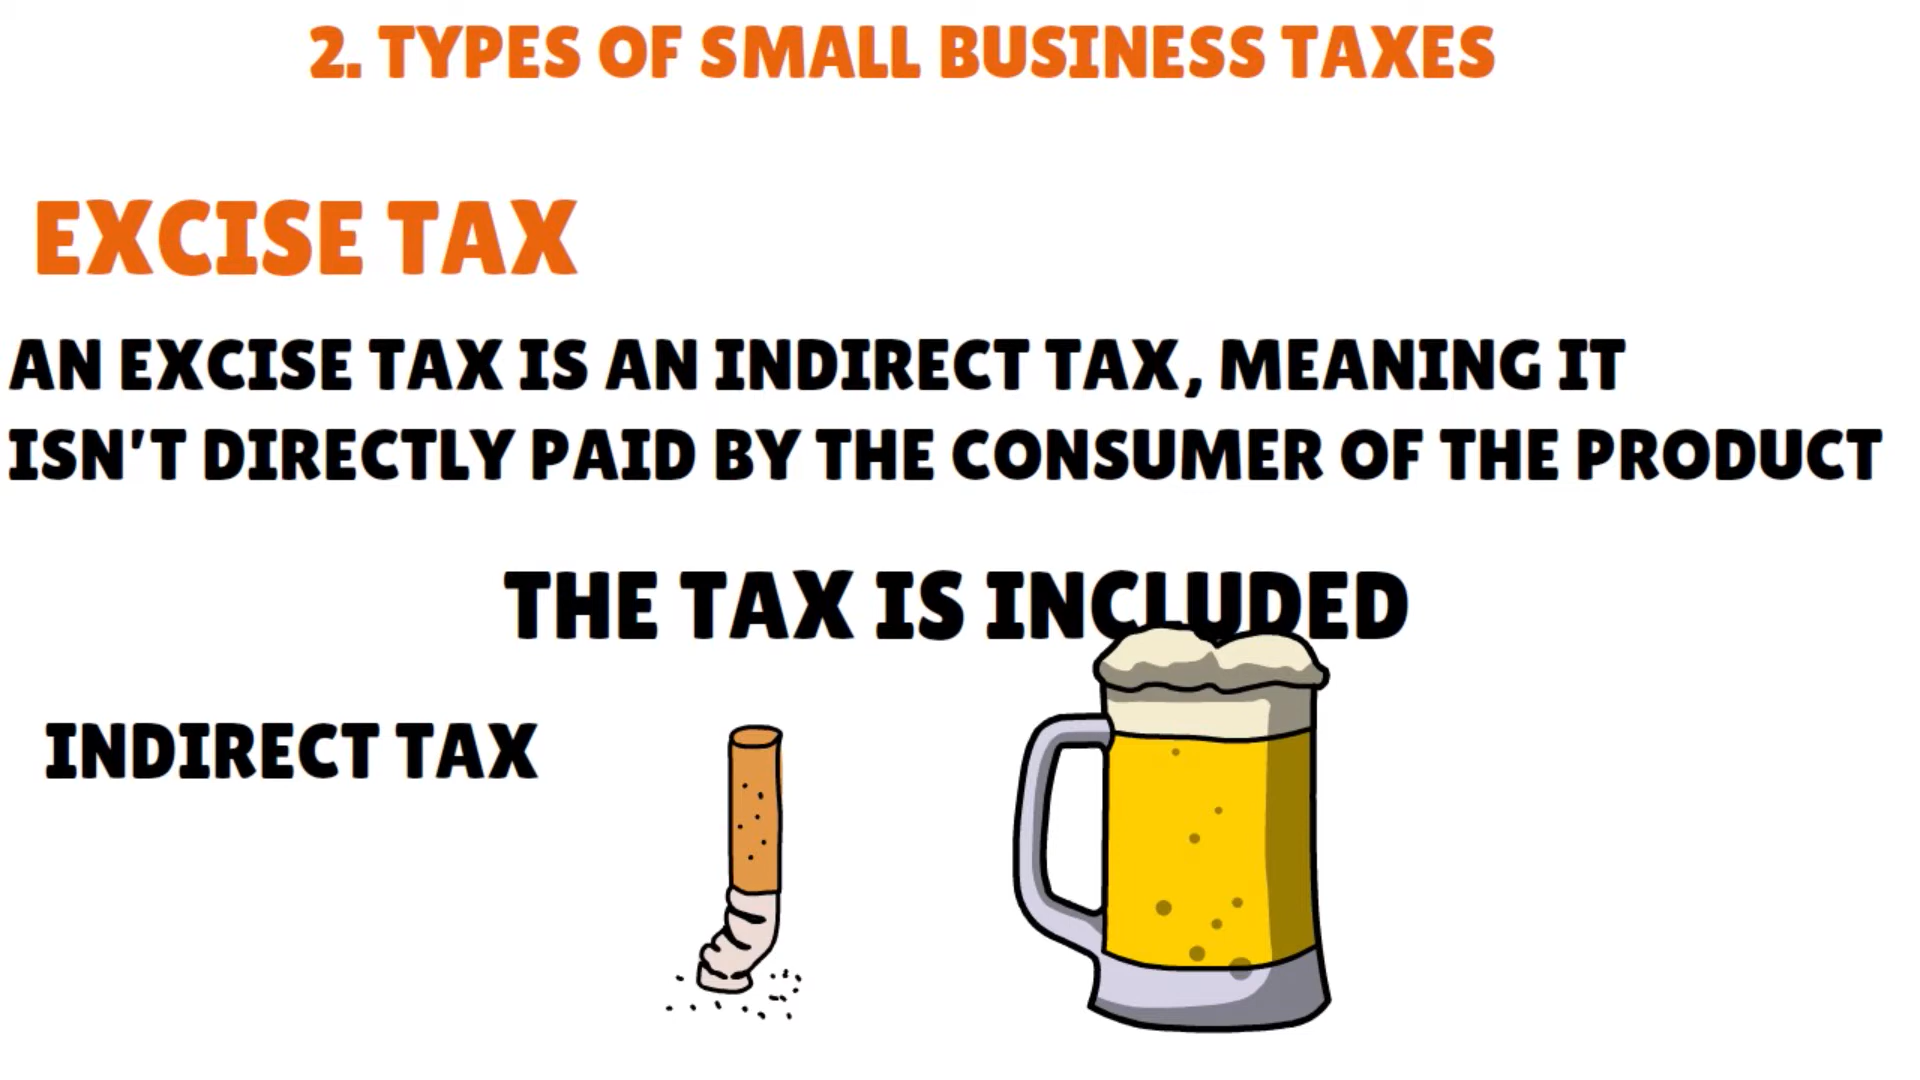 2. TYPES OF SMALL BUSINESS TAXES
EXCISE TAX
AN EXCISE TAX IS AN INDIRECT TAX, MEANING IT
ISN'T DIRECTLY PAID BY THE CONSUMER OF THE PRODUCT
THE TAX IS INCLUDED
INDIRECT TAX